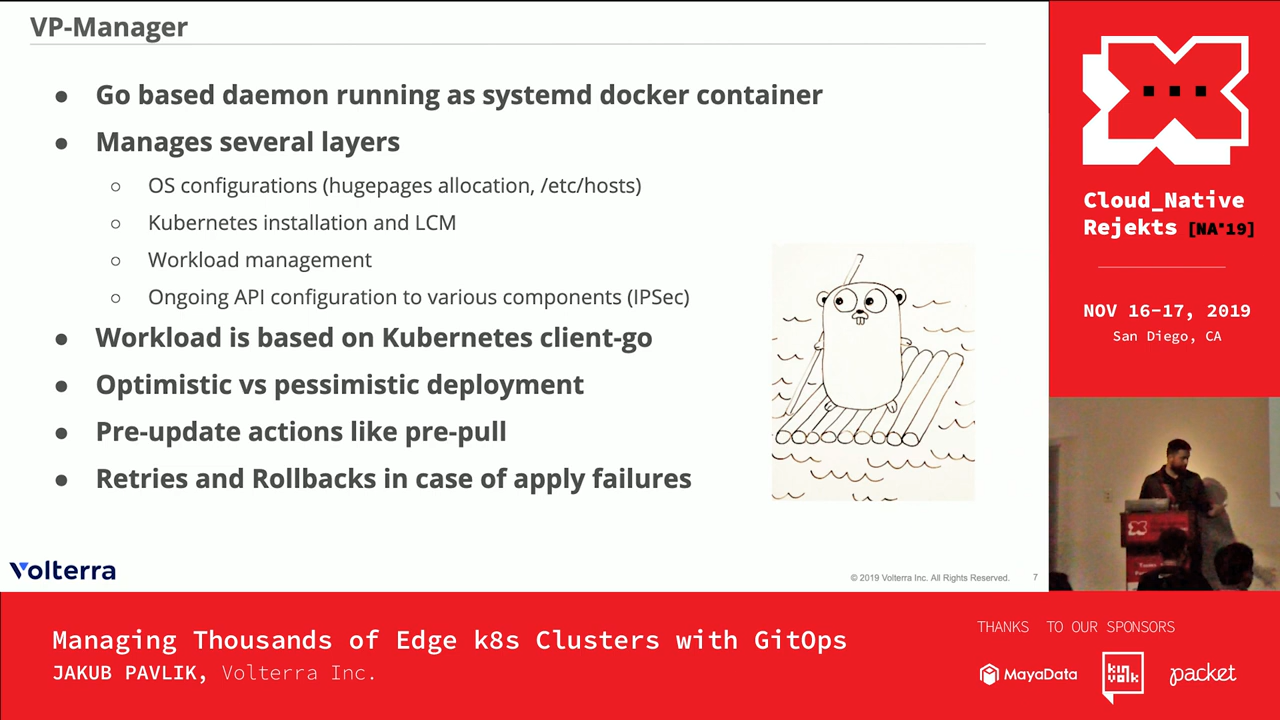 VP-Manager
● Go based daemon running as systemd docker container
● Manages several layers
○ OS configurations (hugepages allocation, /etc/hosts)
○ Kubernetes installation and LCM
○ Workload management
○ Ongoing API configuration to various components (IPSec)
● Workload is based on Kubernetes client-go
● Optimistic vs pessimistic deployment
● Pre-update actions like pre-pull
● Retries and Rollbacks in case of apply failures
Volterra
© 2019 Volterra Inc. All Rights Reserved. 7
Cloud_Native
Rejekts [NA'19]
NOV 16-17, 2019
San Diego, CA
Managing Thousands of Edge k8s Clusters with GitOps
JAKUB PAVLIK, Volterra Inc.
THANKS TO OUR SPONSORS
MayaData
kin
volk
packet